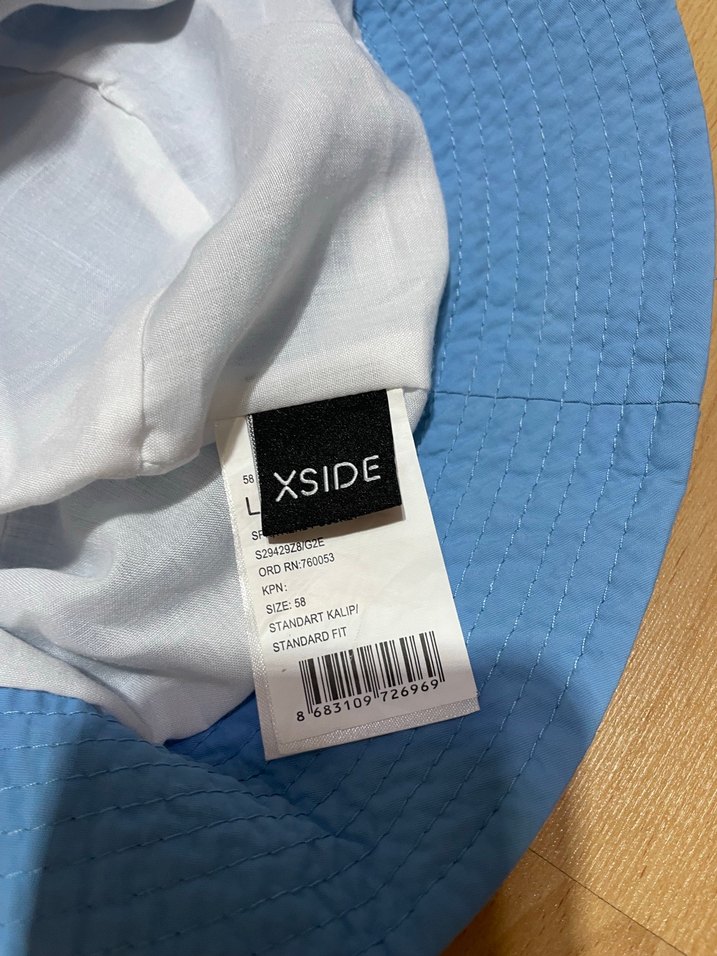 XSIDE
58
S29429Z8/G2E
ORD RN:760053
KPN:
SIZE: 58
STANDART KALIP/
STANDARD FIT
8 683109 726969